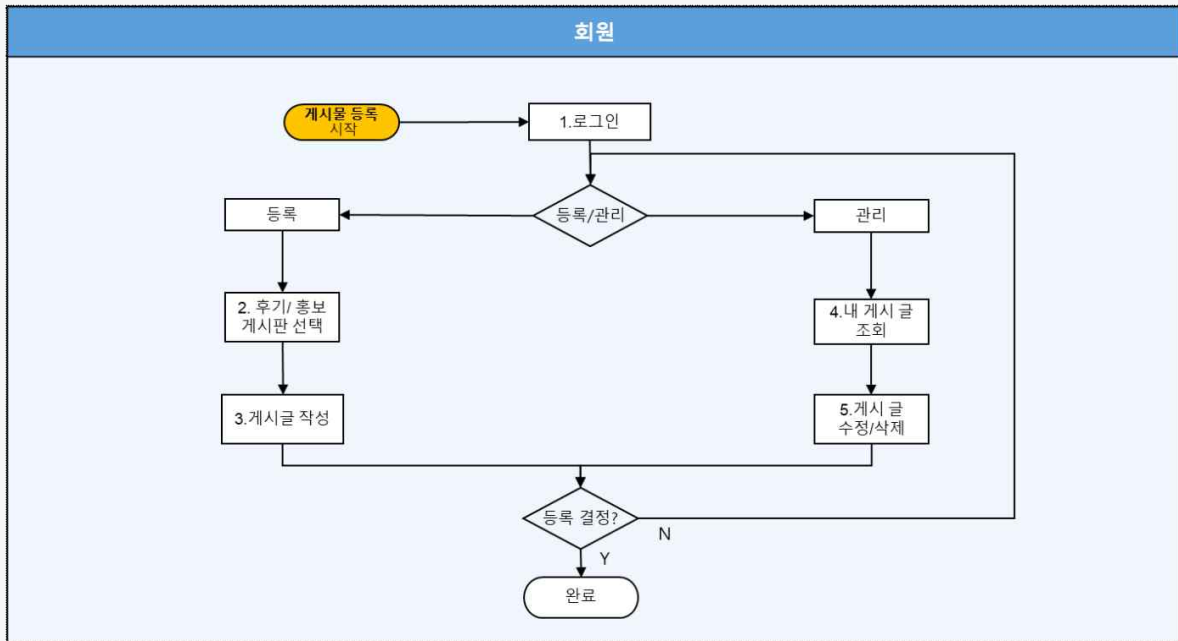 회원
게시물 등록
시작
1.로그인
등록/관리
등록
관리
2. 후기/ 홍보
게시판 선택
4.내 게시 글
조회
3.게시글 작성
5.게시 글
수정/삭제
등록 결정?
N
Y
완료